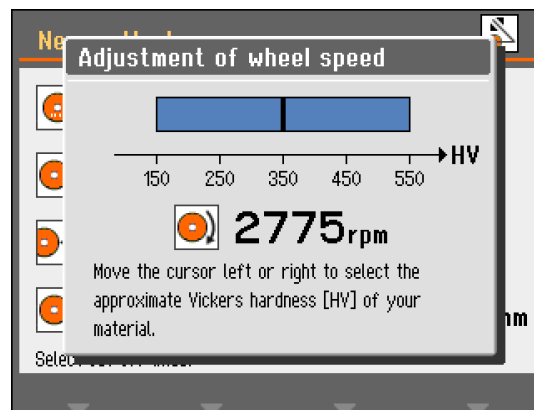 Adjustment of wheel speed
HV
150 250 350 450 550
2775rpm
Move the cursor left or right to select the
approximate Vickers hardness [HV] of your
material.